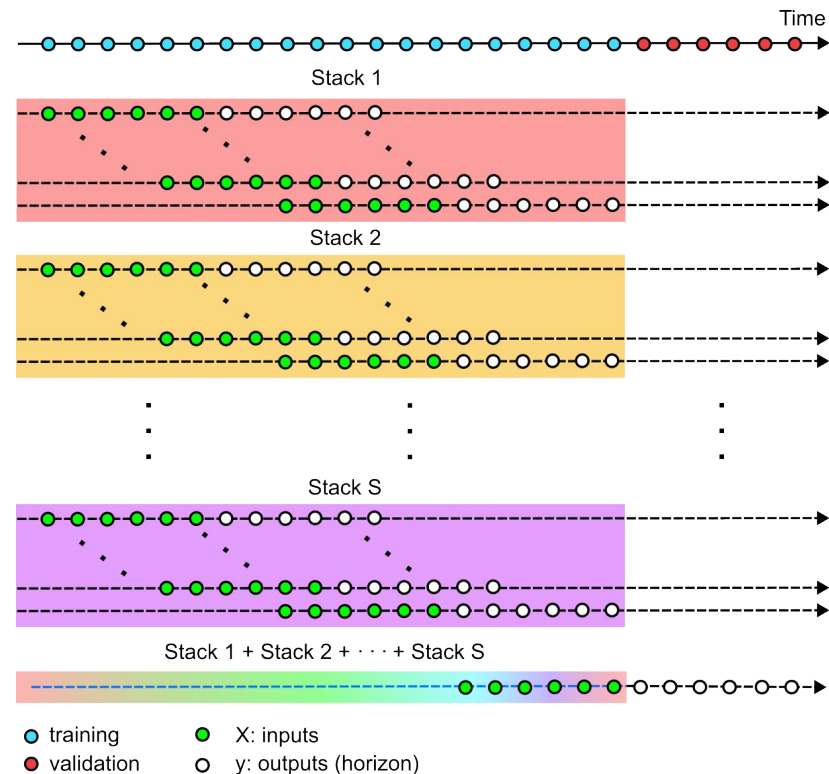 Time
Stack 1
Stack 2
Stack S
Stack 1 + Stack 2 + · · · + Stack S
training
X: inputs
validation
y: outputs (horizon)